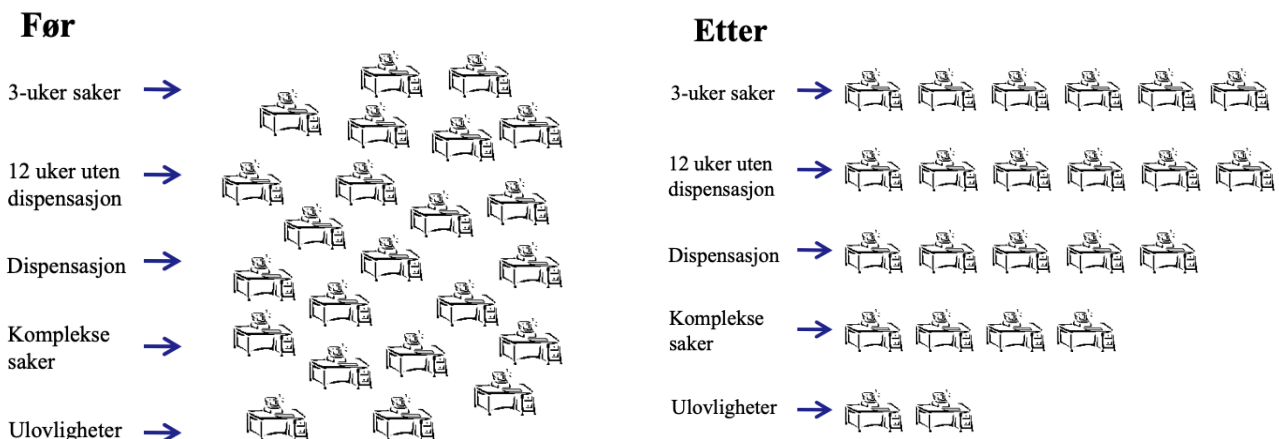 Før
3-uker saker
12 uker uten
dispensasjon
Dispensasjon
Komplekse
saker
Ulovligheter
Etter
3-uker saker
12 uker uten
dispensasjon
Dispensasjon
Komplekse
saker
Ulovligheter